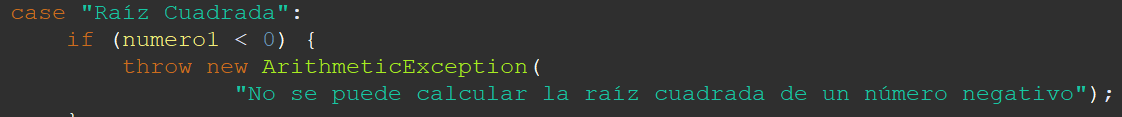 case "Raíz Cuadrada":
if (numero1 < 0) {
throw new ArithmeticException(
"No se puede calcular la raíz cuadrada de un número negativo");
}